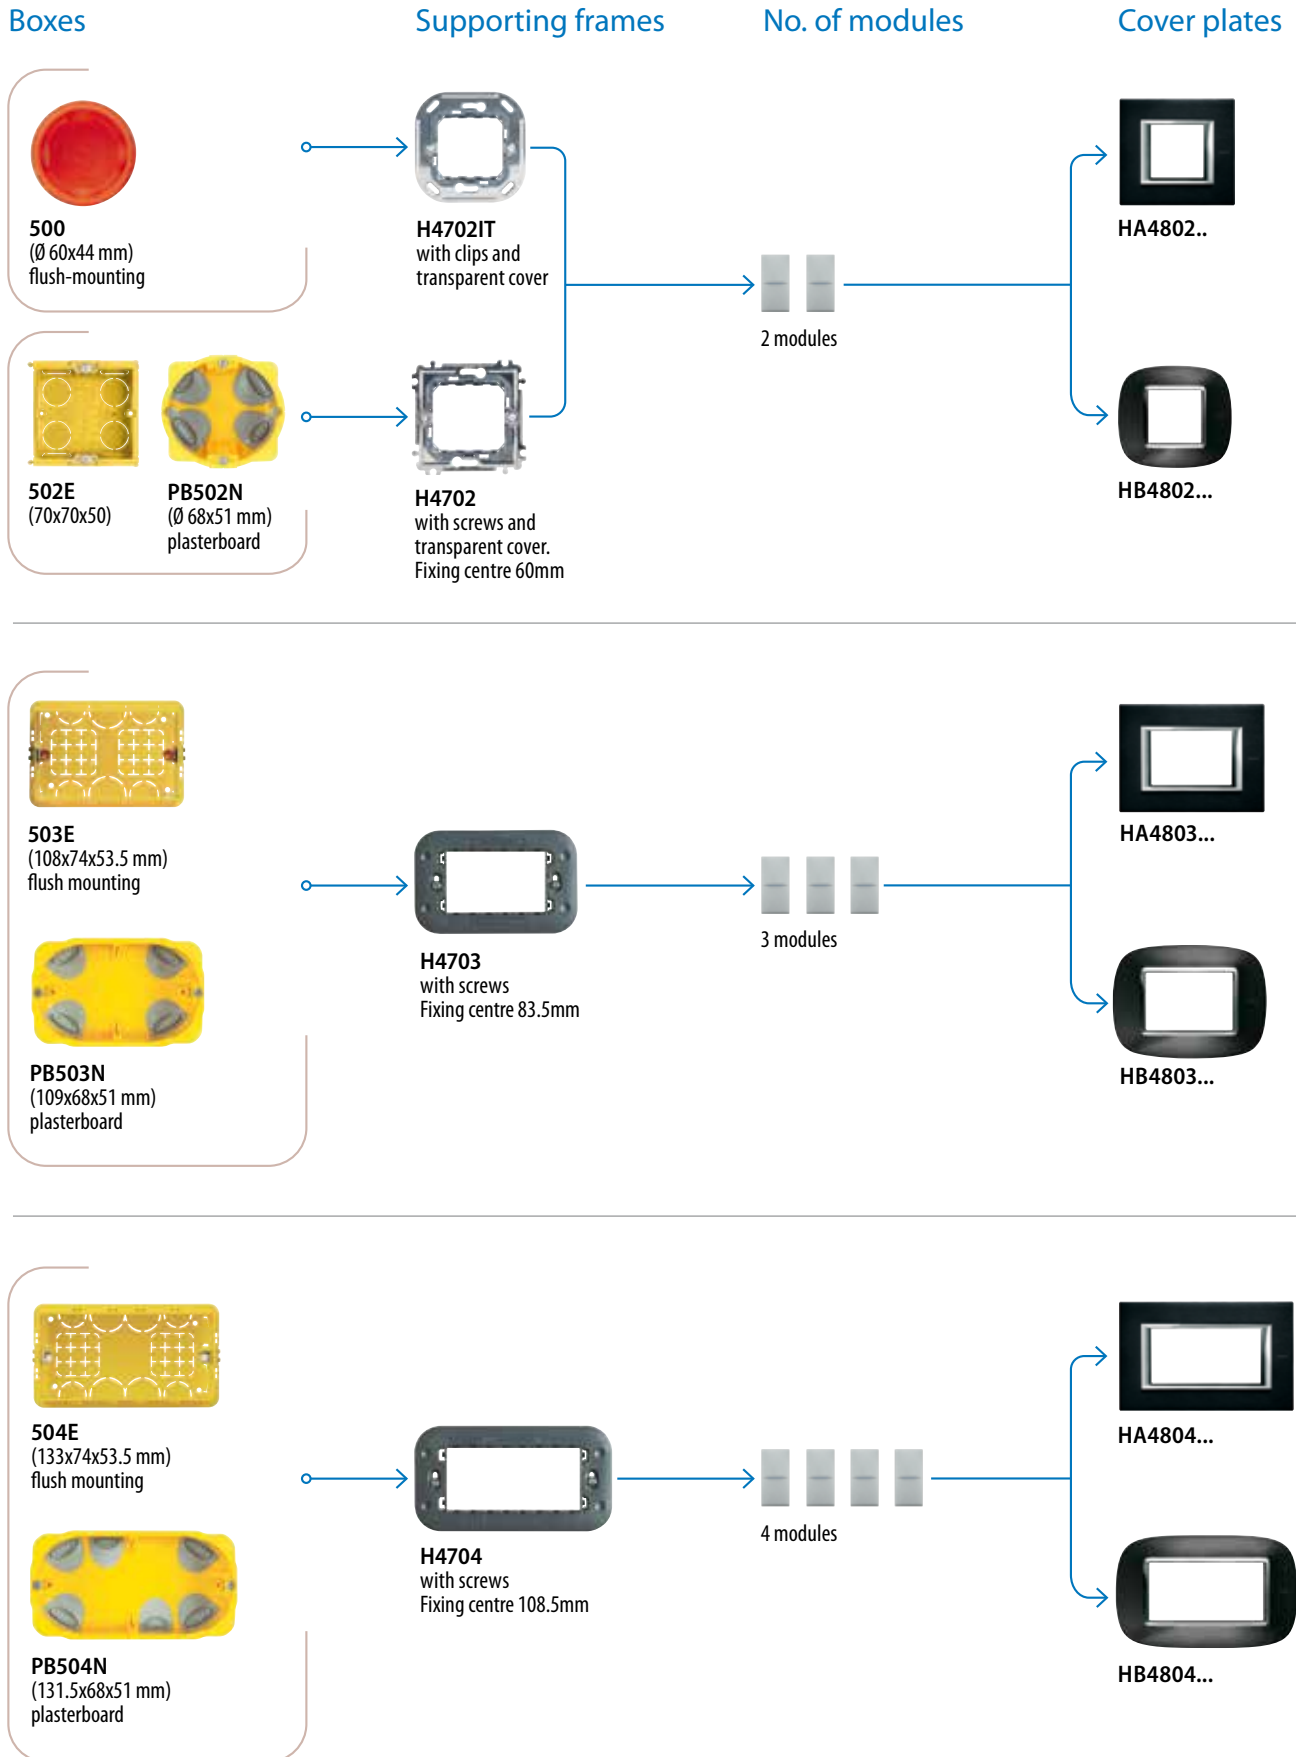 Boxes
Supporting frames
No. of modules
Cover plates
500
(Ø 60x44 mm)
flush-mounting
H4702IT
with clips and
transparent cover
HA4802..
2 modules
502E
(70x70x50)
PB502N
(Ø 68x51 mm)
plasterboard
H4702
with screws and
transparent cover.
Fixing centre 60mm
HB4802...
503E
(108x74x53.5 mm)
flush mounting
PB503N
(109x68x51 mm)
plasterboard
H4703
with screws
Fixing centre 83.5mm
3 modules
HA4803...
HB4803...
504E
(133x74x53.5 mm)
flush mounting
PB504N
(131.5x68x51 mm)
plasterboard
H4704
with screws
Fixing centre 108.5mm
4 modules
HA4804...
HB4804...